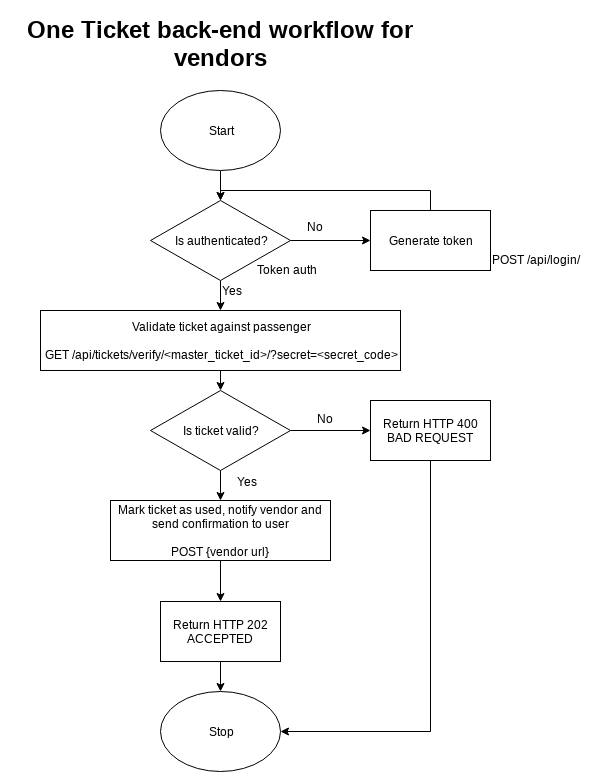 One Ticket back-end workflow for
vendors
Start
Is authenticated?
No
Generate token
POST /api/login/
Token auth
Yes
Validate ticket against passenger
GET /api/tickets/verify/<master_ticket_id>/?secret=<secret_code>
Is ticket valid?
No
Return HTTP 400
BAD REQUEST
Yes
Mark ticket as used, notify vendor and
send confirmation to user
POST {vendor url}
Return HTTP 202
ACCEPTED
Stop